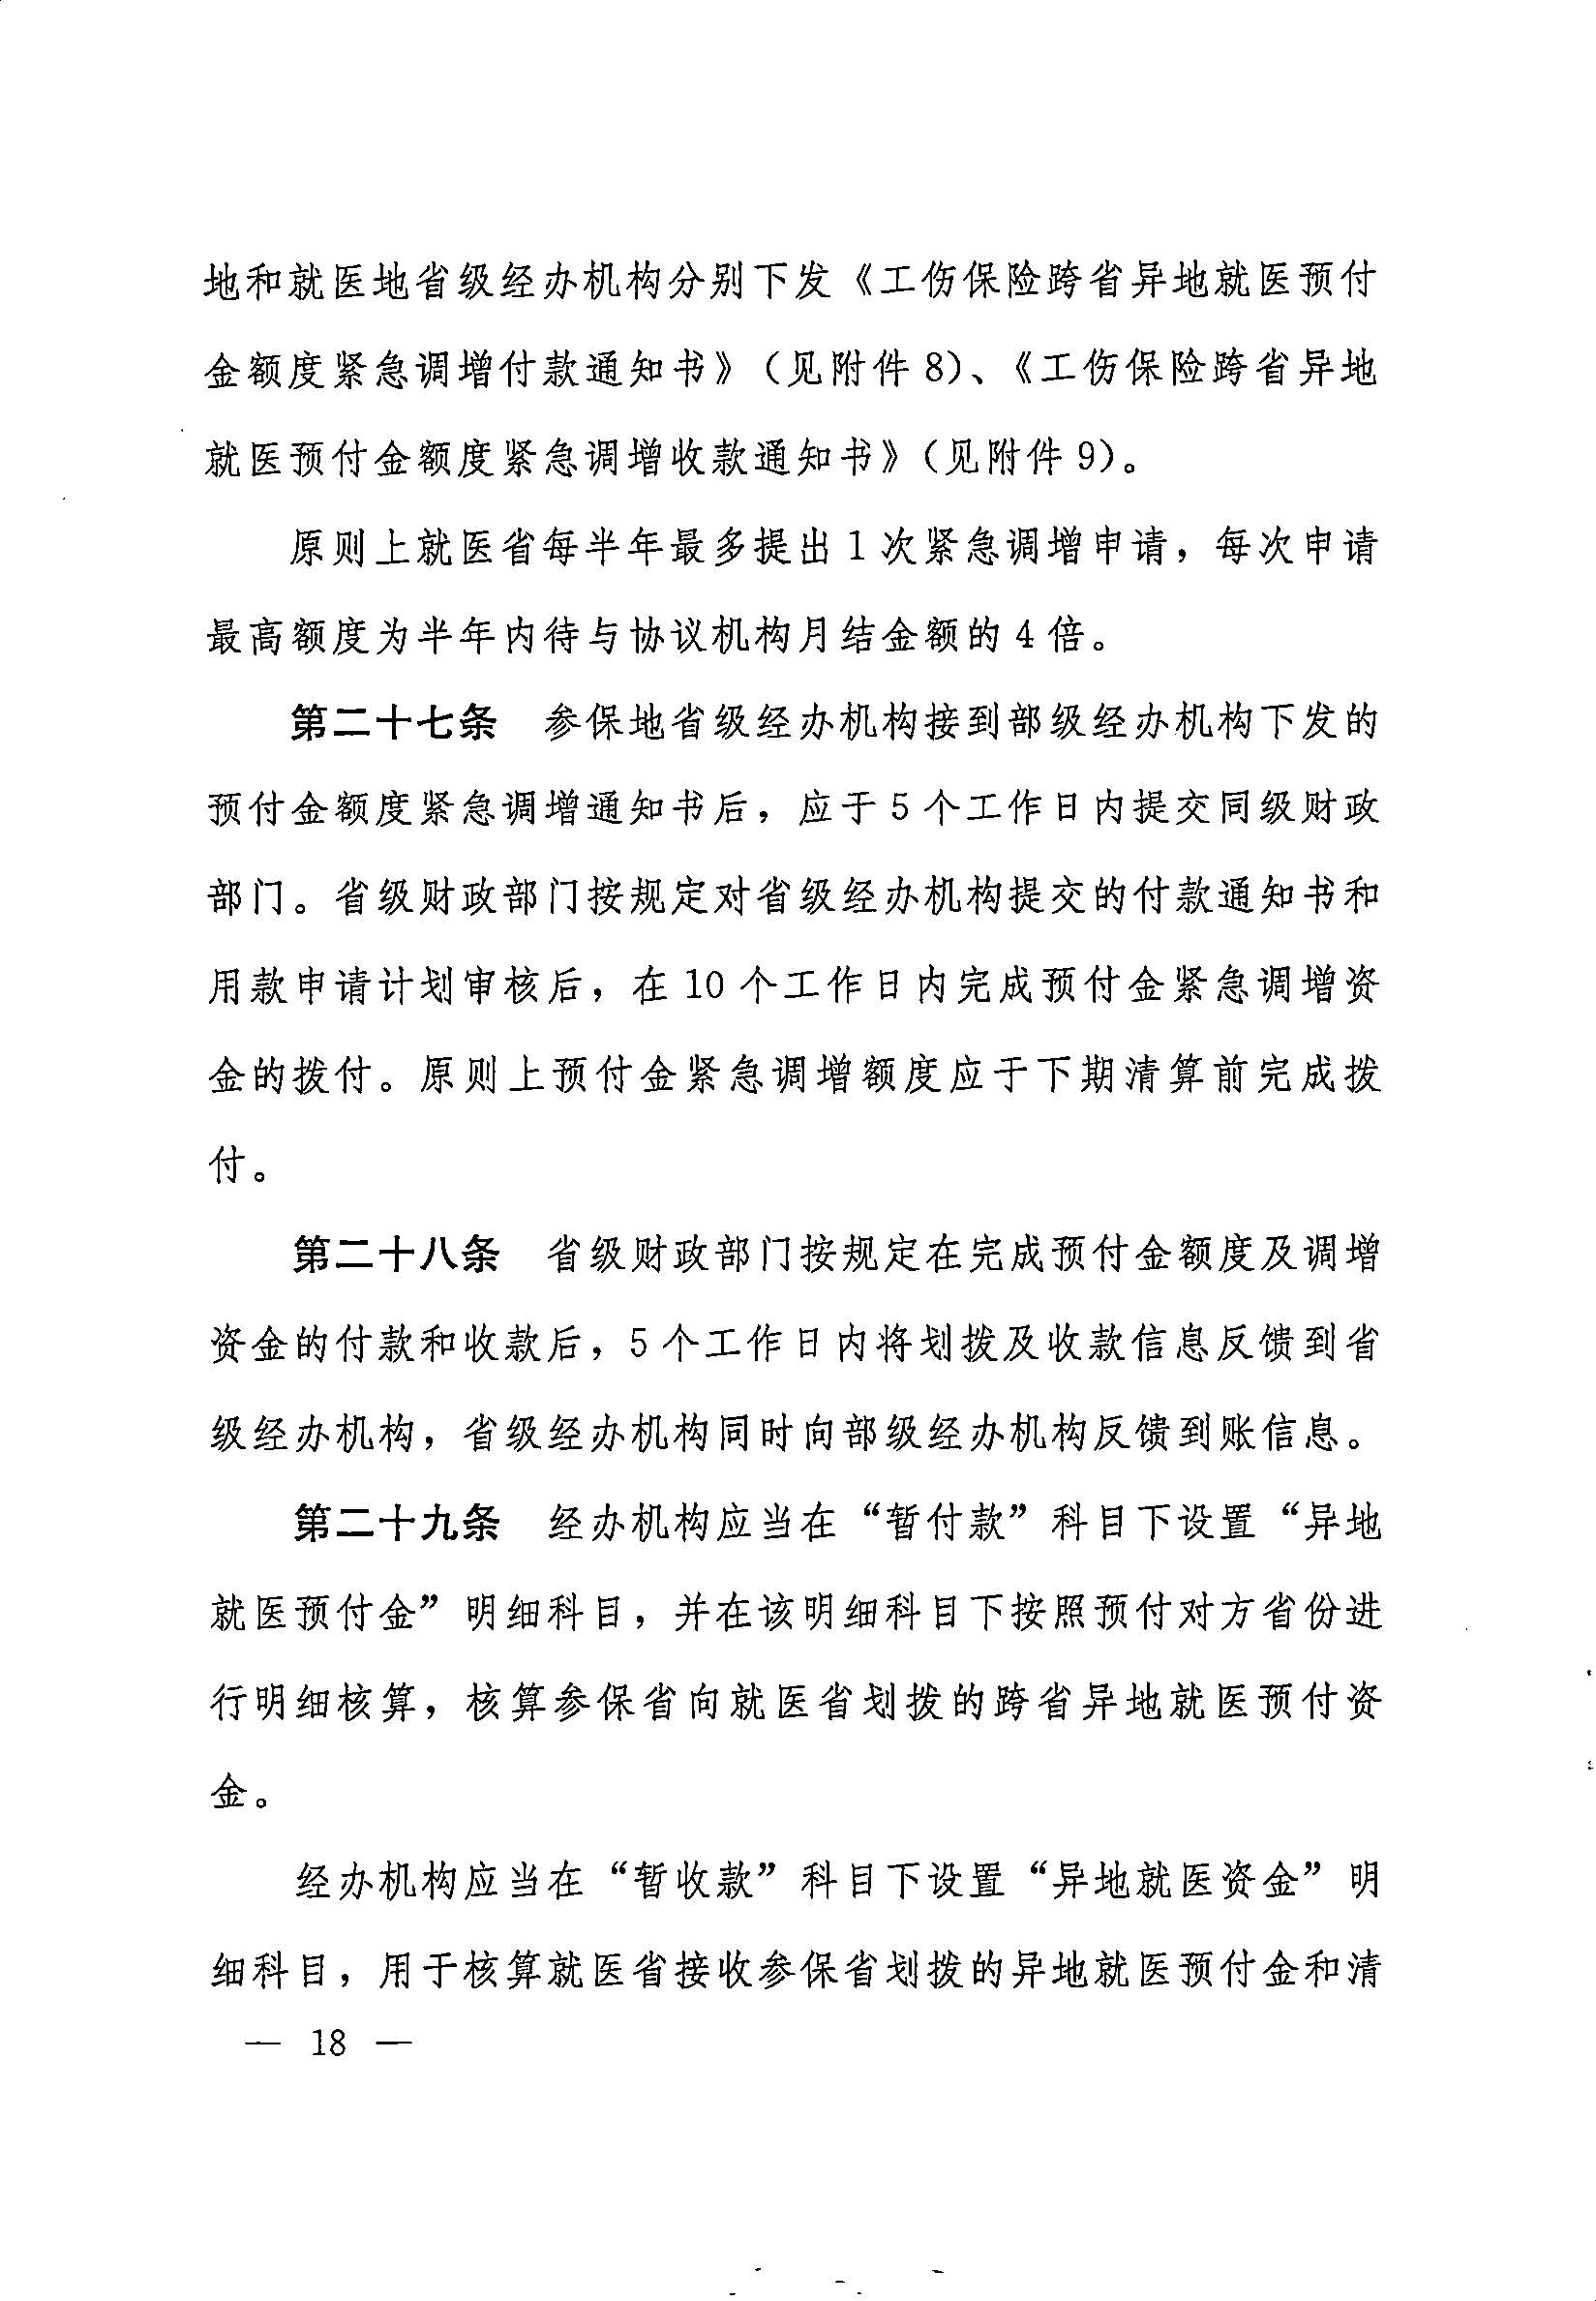 地和就医地省级经办机构分别下发《工伤保险跨省异地就医预付
金额度紧急调增付款通知书》（见附件 8）、《工伤保险跨省异地
就医预付金额度紧急调增收款通知书》（见附件 9）。
原则上就医省每半年最多提出 1 次紧急调增申请，每次申请
最高额度为半年内待与协议机构月结金额的 4 倍。
第二十七条 参保地省级经办机构接到部级经办机构下发的
预付金额度紧急调增通知书后，应于 5 个工作日内提交同级财政
部门。省级财政部门按规定对省级经办机构提交的付款通知书和
用款申请计划审核后，在 10 个工作日内完成预付金紧急调增资
金的拨付。原则上预付金紧急调增额度应于下期清算前完成拨
付。
第二十八条 省级财政部门按规定在完成预付金额度及调增
资金的付款和收款后，5 个工作日内将划拨及收款信息反馈到省
级经办机构，省级经办机构同时向部级经办机构反馈到账信息。
第二十九条 经办机构应当在“暂付款”科目下设置“异地
就医预付金”明细科目，并在该明细科目下按照预付对方省份进
行明细核算，核算参保省向就医省划拨的跨省异地就医预付资
金。
经办机构应当在“暂收款”科目下设置“异地就医资金”明
细科目，用于核算就医省接收参保省划拨的异地就医预付金和清
— 18 —